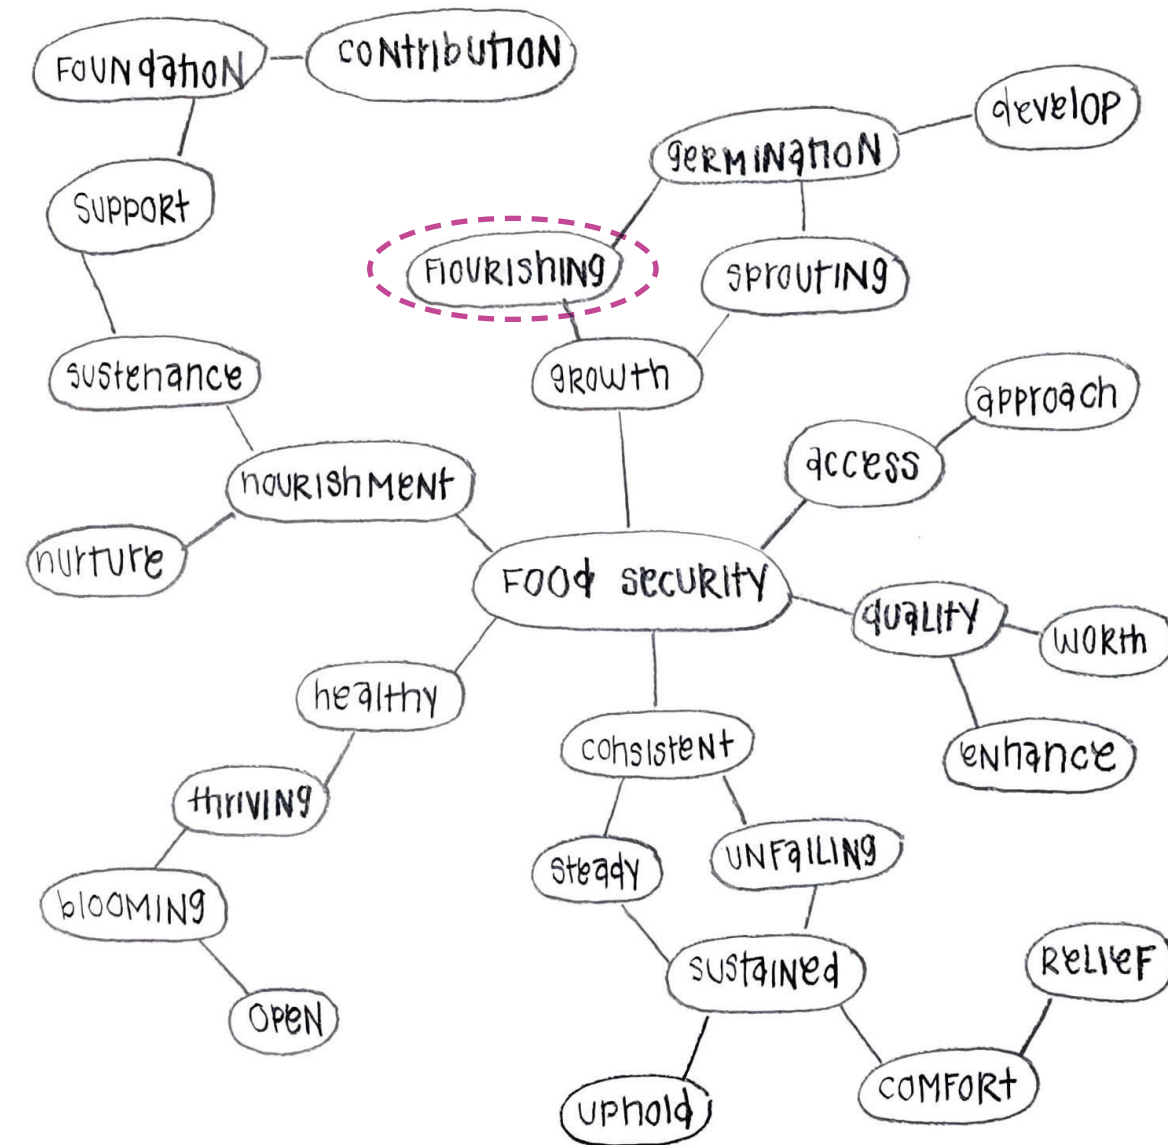 FOUNdatioN
CONtributioN
develop
geRMiNatioN
support
FlouRIshINg
sproutINg
sustenance
gRowth
approach
access
nouRIshMeNt
nurture
FOOd secuRIty
quaLIty
woRth
healthy
consisteNt
eNhance
thrIVINg
steady
UNFaILINg
blooMINg
ReLIeF
sustaINed
opeN
coMFoRt
uphold